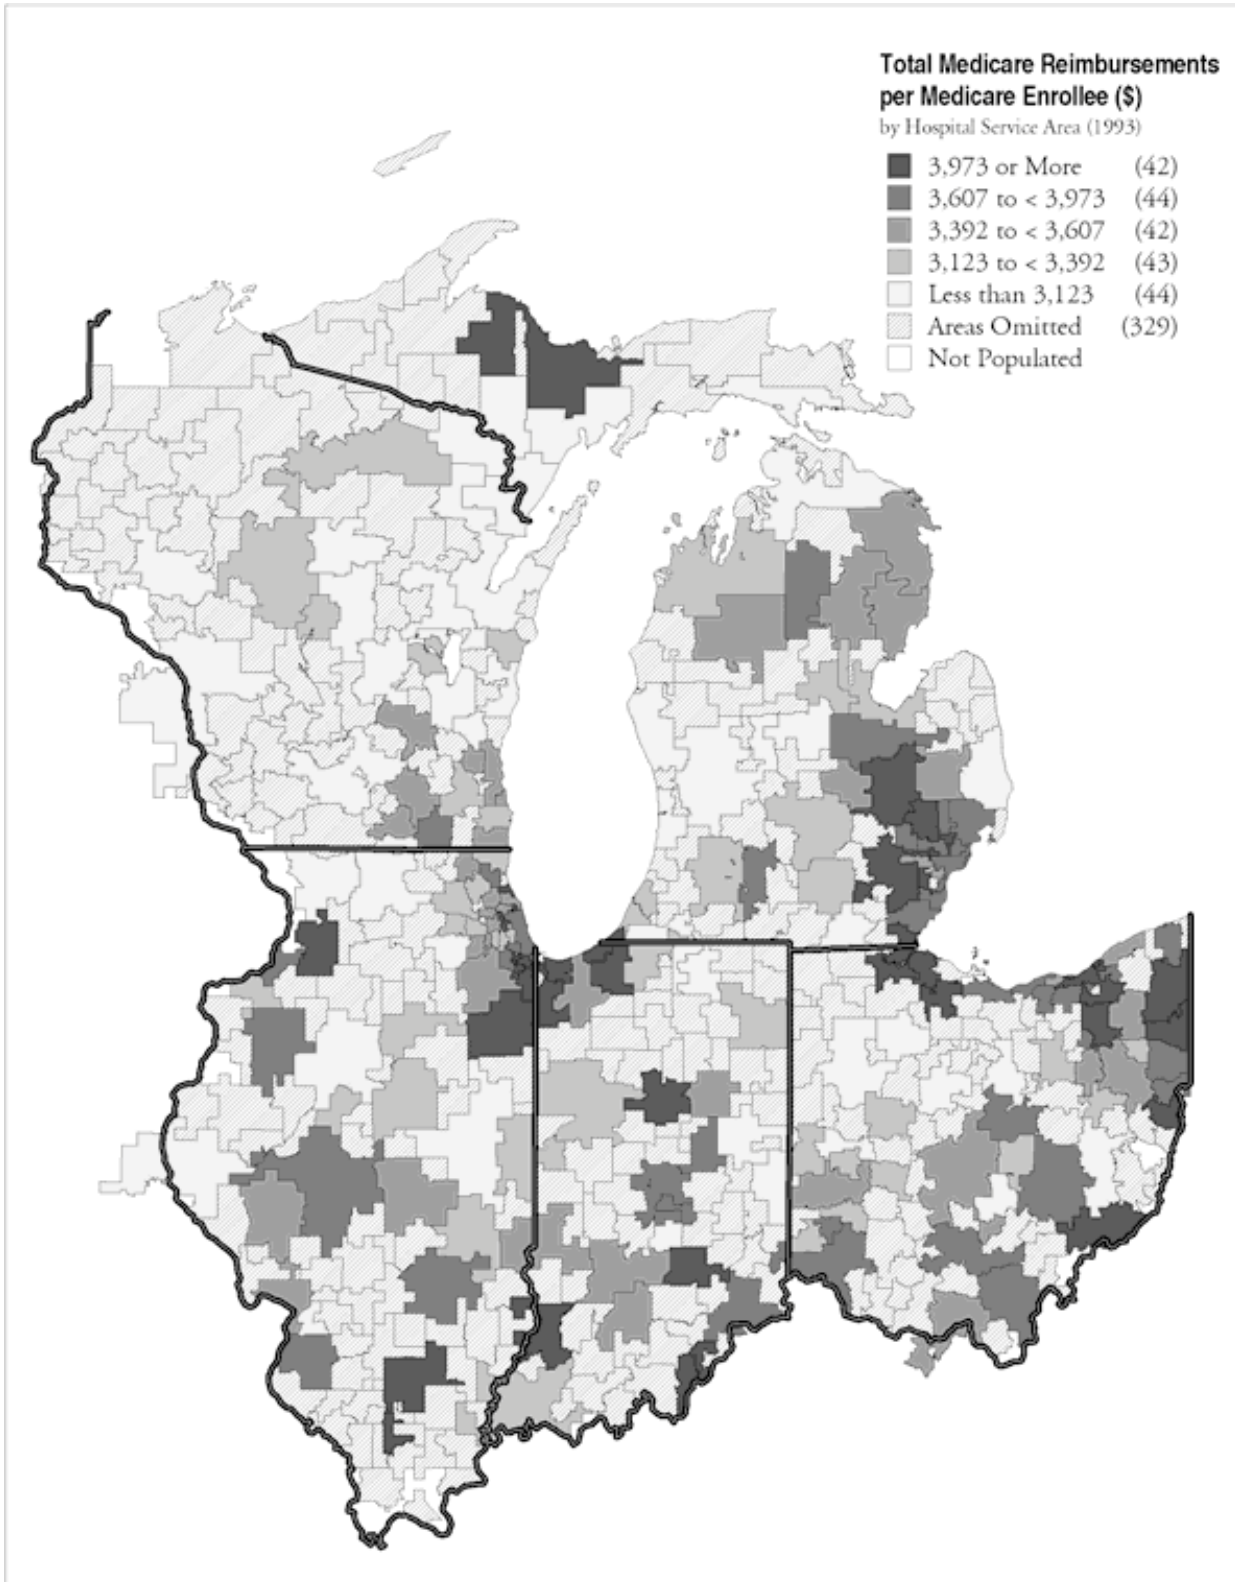 Total Medicare Reimbursements
per Medicare Enrollee ($)
by Hospital Service Area (1993)
3,973 or More (42)
3,607 to < 3,973 (44)
3,392 to < 3,607 (42)
3,123 to < 3,392 (43)
Less than 3,123 (44)
Areas Omitted (329)
Not Populated